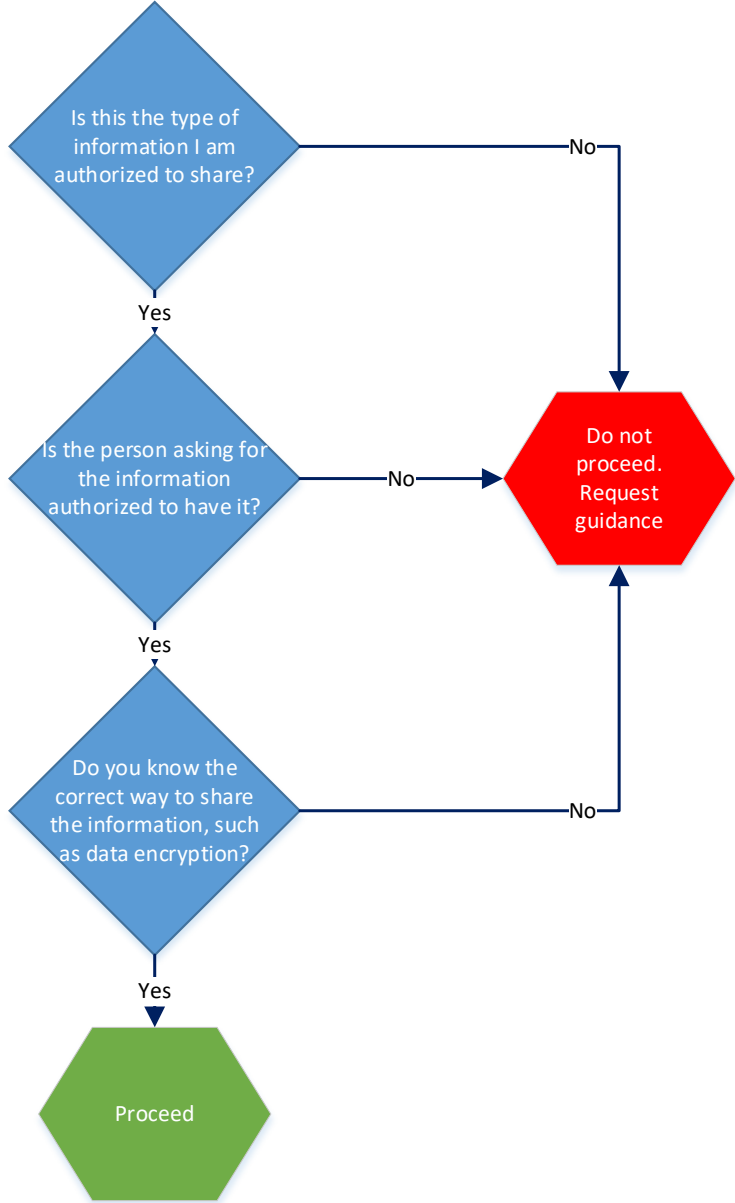 Is this the type of
information I am
authorized to share?
No
Yes
Is the person asking for
the information
authorized to have it?
No
Do not
proceed.
Request
guidance
Yes
Do you know the
correct way to share
the information, such
as data encryption?
No
Yes
Proceed